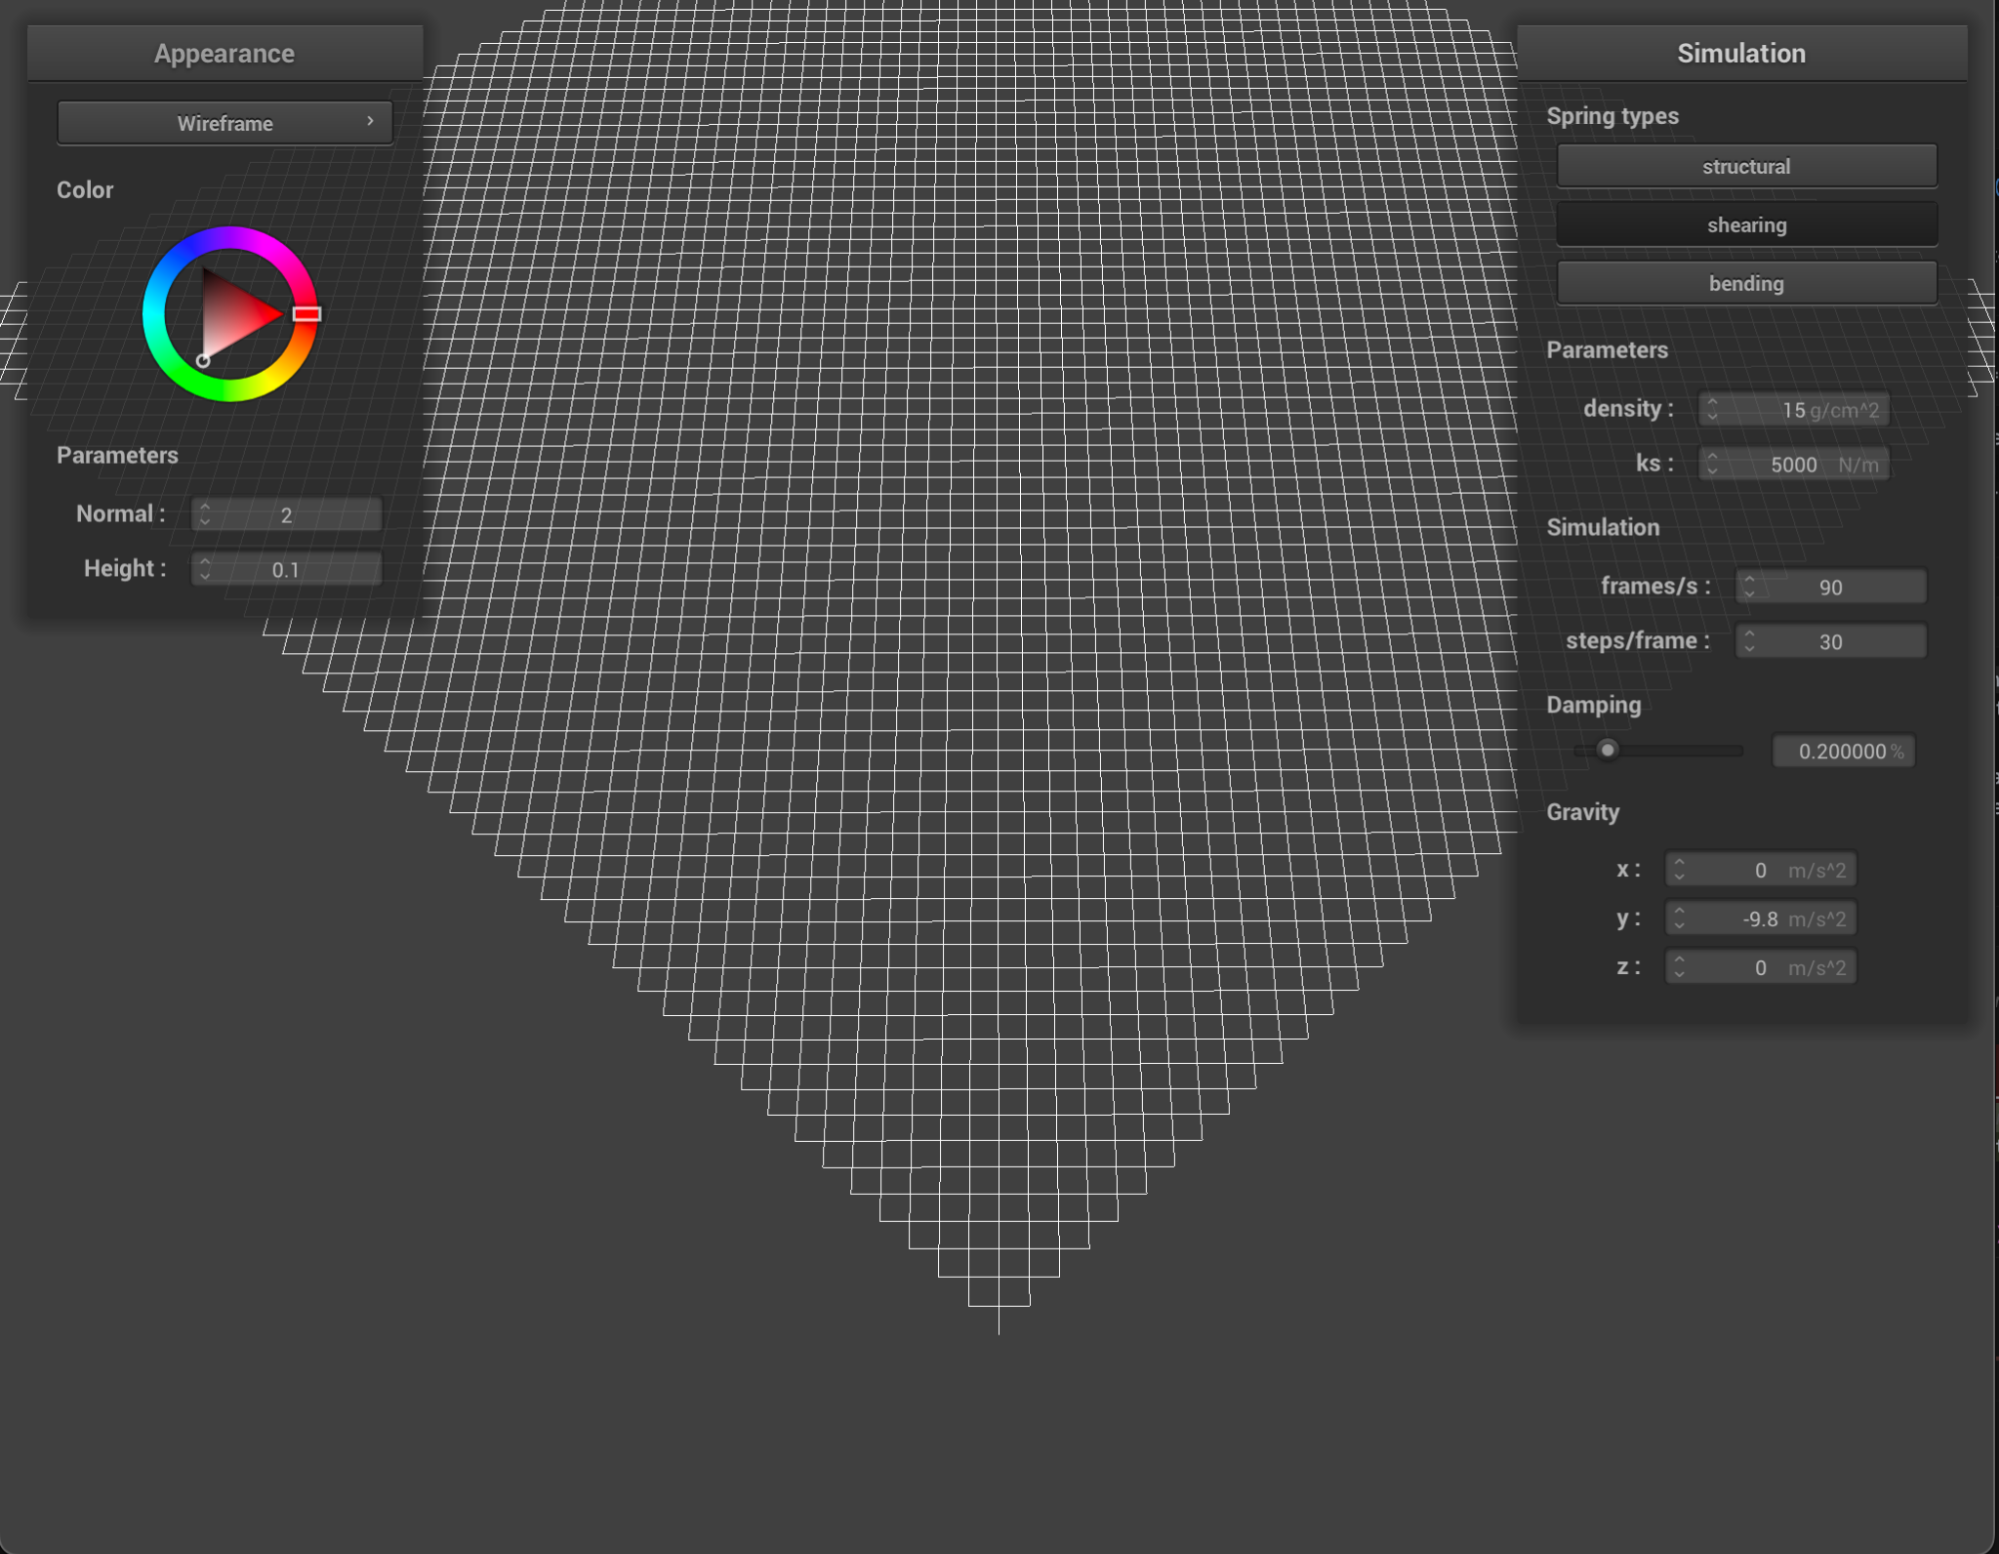 Appearance
Wireframe
Color
Parameters
Normal : 2
Height : 0.1
Simulation
Spring types
structural
shearing
bending
Parameters
density : 15 g/cm^2
ks : 5000 N/m
Simulation
frames/s : 90
steps/frame : 30
Damping
0.200000 %
Gravity
x : 0 m/s^2
y : -9.8 m/s^2
z : 0 m/s^2